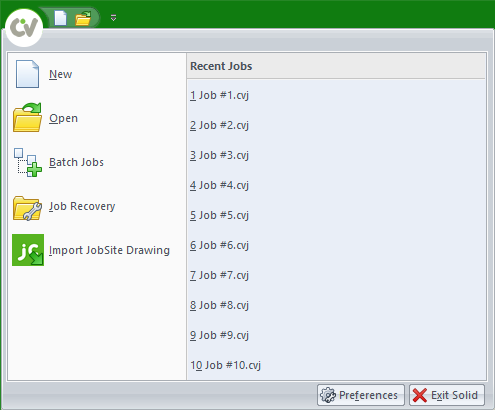 CV
New
Open
Batch Jobs
Job Recovery
JC
Import JobSite Drawing
Recent Jobs
1 Job #1.cvj
2 Job #2.cvj
3 Job #3.cvj
4 Job #4.cvj
5 Job #5.cvj
6 Job #6.cvj
7 Job #7.cvj
8 Job #8.cvj
9 Job #9.cvj
10 Job #10.cvj
Preferences
Exit Solid